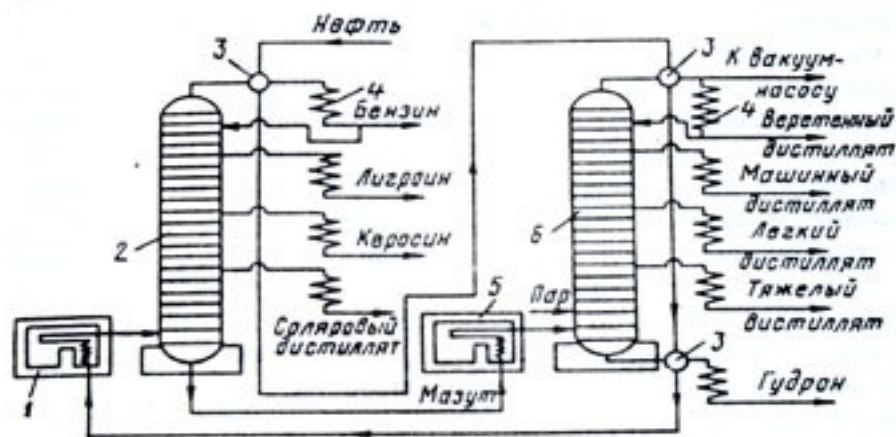 Нефть
3
3
К вакуум-
насосу
4
Бензин
4
Веретенный
дистиллят
Лигроин
Машинный
дистиллят
2
Керосин
6
Легкий
дистиллят
5
Пар
Тяжелый
дистиллят
Соляровый
дистиллят
3
1
Мазут
Гудрон